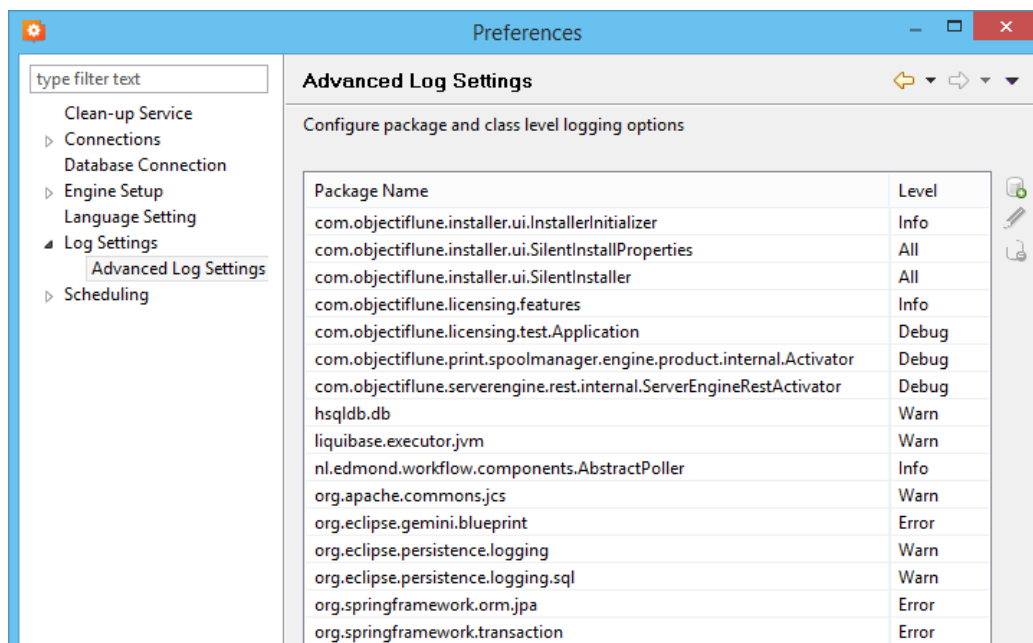 Preferences
type filter text
Clean-up Service
Connections
Database Connection
Engine Setup
Language Setting
Log Settings
Advanced Log Settings
Scheduling
Advanced Log Settings
Configure package and class level logging options
Package Name Level
com.objectiflune.installer.ui.InstallerInitializer Info
com.objectiflune.installer.ui.SilentInstallProperties All
com.objectiflune.installer.ui.SilentInstaller All
com.objectiflune.licensing.features Info
com.objectiflune.licensing.test.Application Debug
com.objectiflune.print.spoolmanager.engine.product.internal.Activator Debug
com.objectiflune.serverengine.rest.internal.ServerEngineRestActivator Debug
hsqldb.db Warn
liquibase.executor.jvm Warn
nl.edmond.workflow.components.AbstractPoller Info
org.apache.commons.jcs Warn
org.eclipse.gemini.blueprint Error
org.eclipse.persistence.logging Warn
org.eclipse.persistence.logging.sql Warn
org.springframework.orm.jpa Error
org.springframework.transaction Error